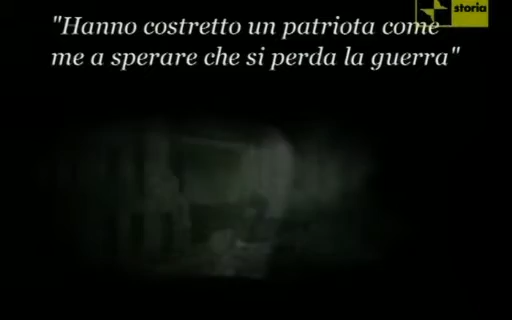 storia
"Hanno costretto un patriota come
me a sperare che si perda la guerra"